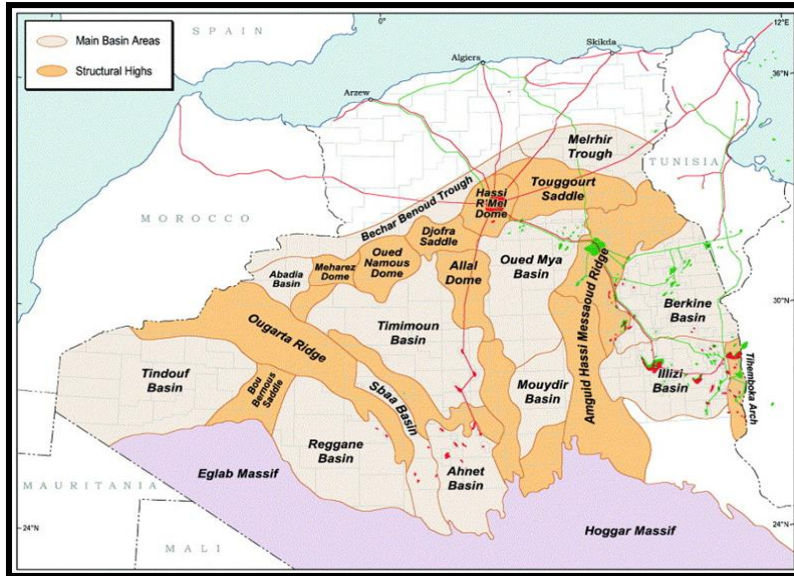 Main Basin Areas
Structural Highs
SPAIN
0°
12°E
Skikda
Algiers
36°N
Arzew
Melrhir
Trough
TUNISIA
Touggourt
Saddle
Hassi
R'Mel
Dome
Bechar Benoud Trough
MOROCCO
Djofra
Saddle
Oued
Namous
Dome
Meharez
Dome
Abadia
Basin
Allal
Dome
Oued Mya
Basin
Amguid Hassi Messaoud Ridge
Berkine
Basin
30°N
Ougarta Ridge
Timimoun
Basin
Tindouf
Basin
Bou
Bernous
Saddle
Sbaa Basin
Mouydir
Basin
Illizi
Basin
Tihemboka Arch
Reggane
Basin
Ahnet
Basin
Eglab Massif
MAURITANIA
24°N
24°N
Hoggar Massif
MALI